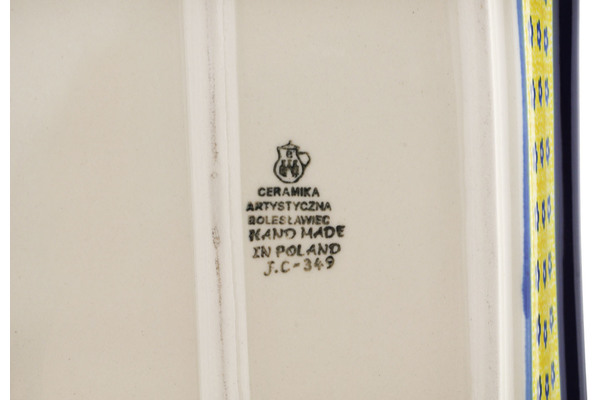 CERAMIKA
ARTYSTYCZNA
BOLESŁAWIEC
HAND MADE
IN POLAND
J.C-349